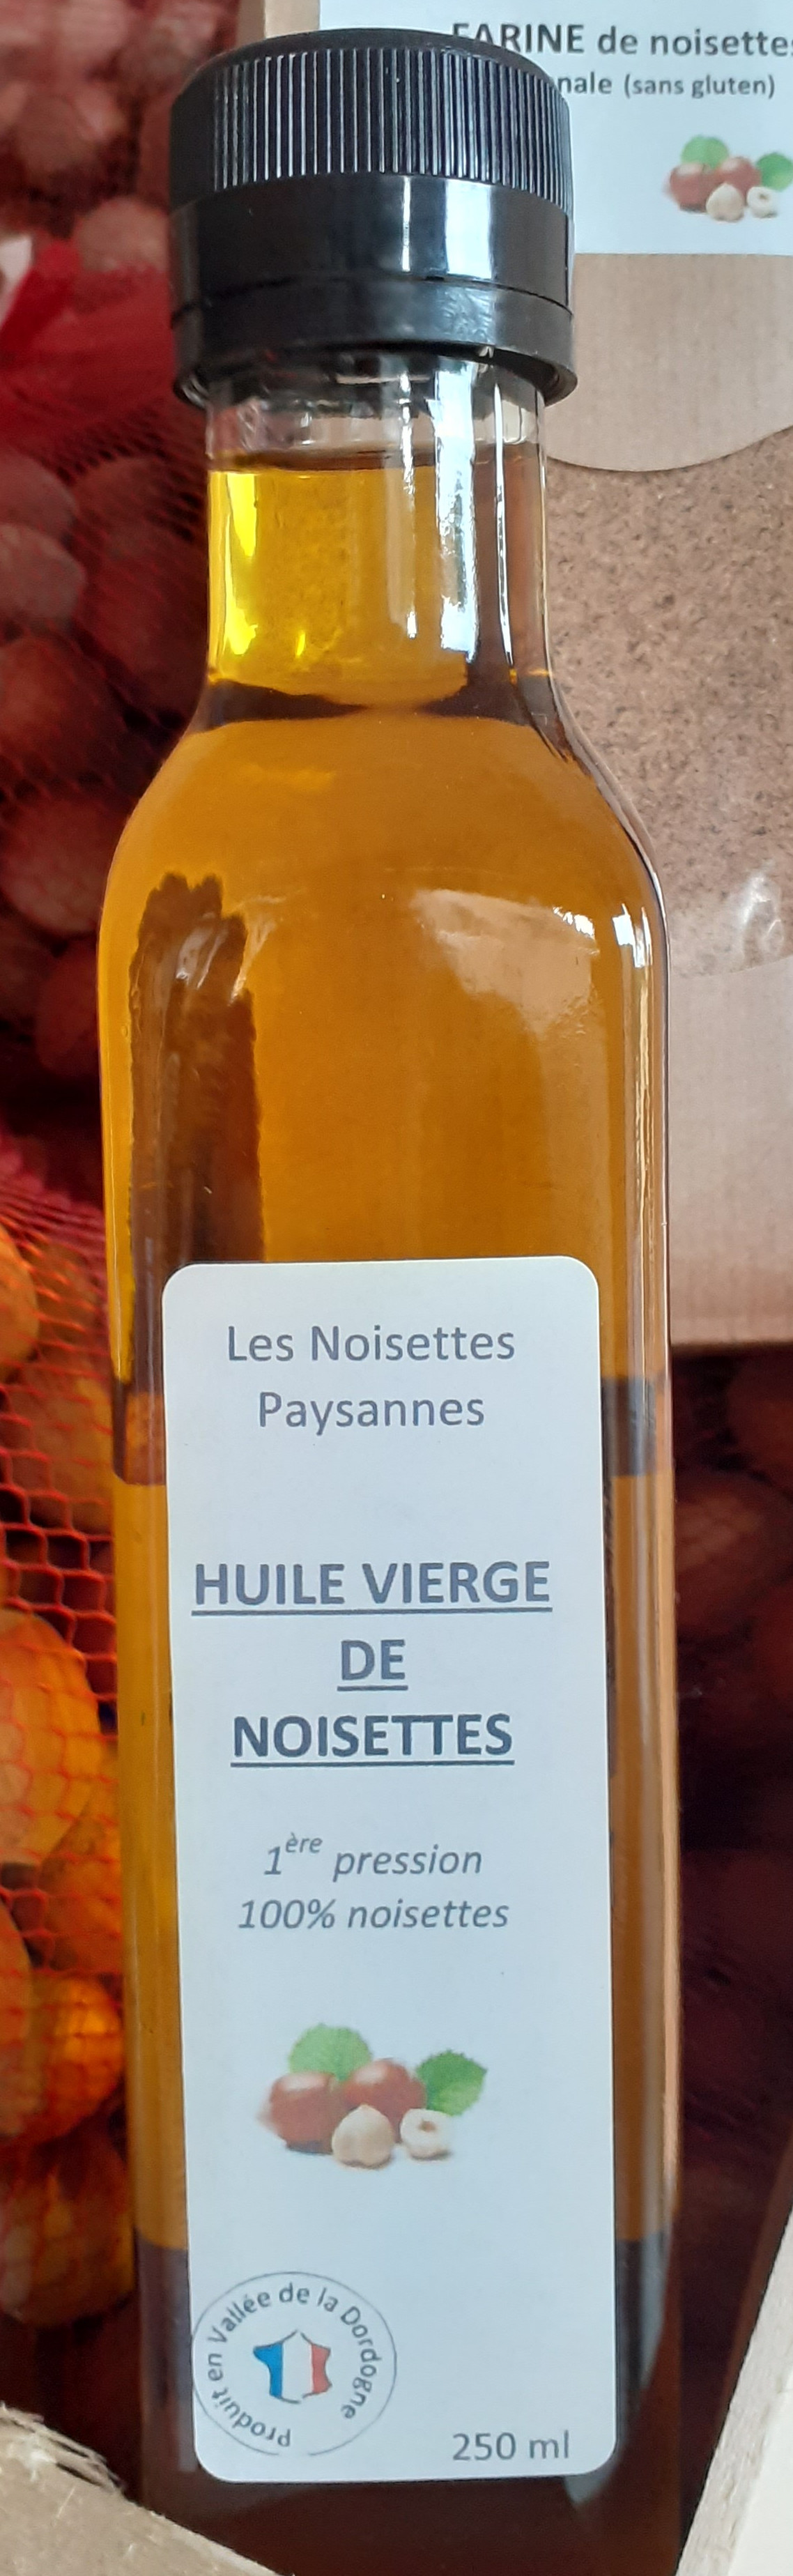 FARINE de noisettes
nale (sans gluten)
Les Noisettes
Paysannes
HUILE VIERGE
DE
NOISETTES
1ère pression
100% noisettes
produit en Vallée de la Dordogne
250 ml